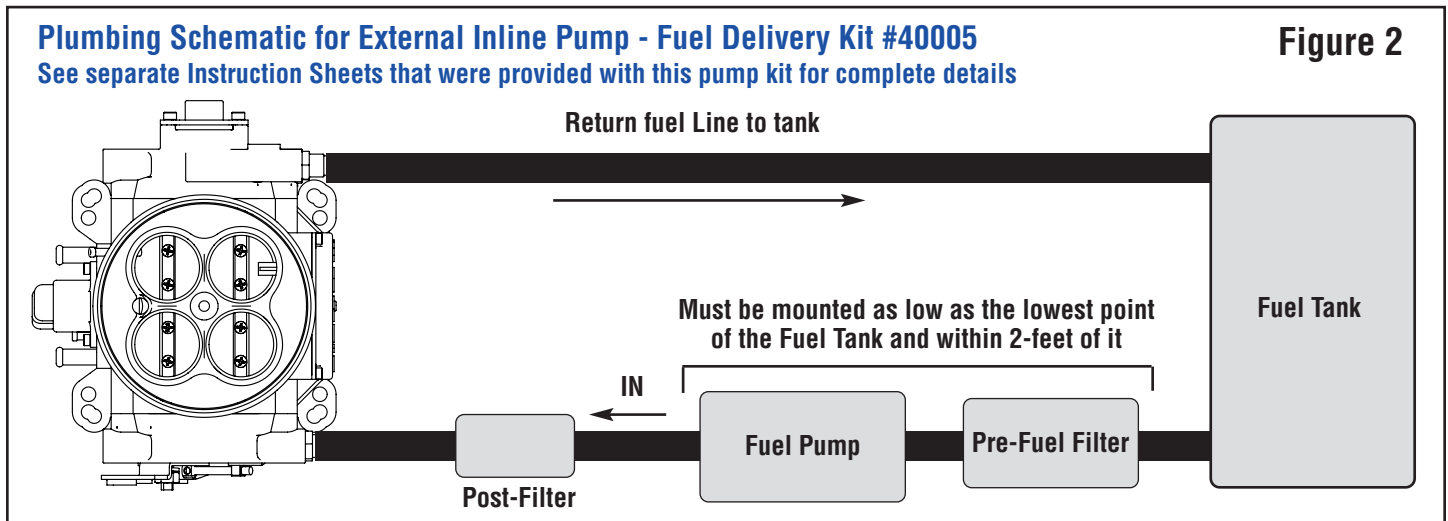 Plumbing Schematic for External Inline Pump - Fuel Delivery Kit #40005
Figure 2
See separate Instruction Sheets that were provided with this pump kit for complete details
Return fuel Line to tank
Fuel Tank
Must be mounted as low as the lowest point
of the Fuel Tank and within 2-feet of it
IN
Fuel Pump
Pre-Fuel Filter
Post-Filter